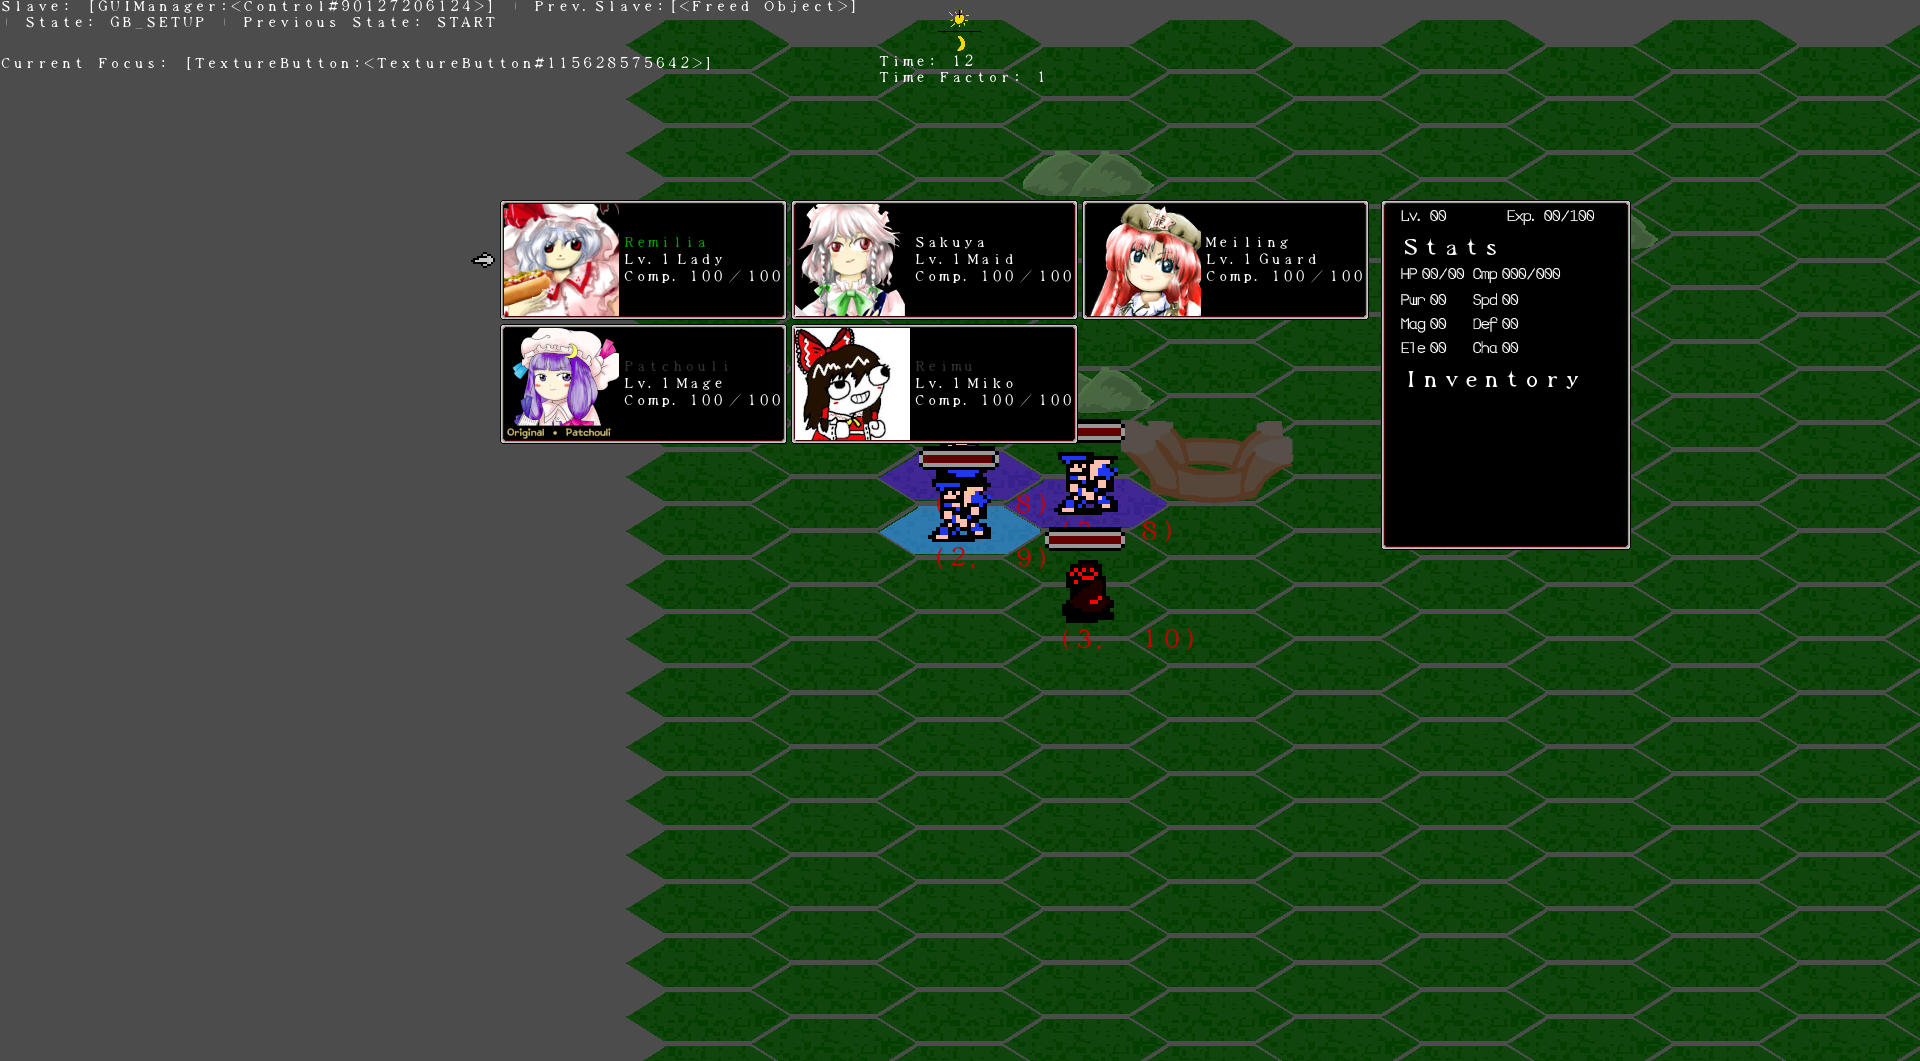 Slave: [GUIManager:<Control#90127206124>] | Prev.Slave:[<Freed Object>]
| State: GB_SETUP | Previous State: START
Current Focus: [TextureButton:<TextureButton#115628575642>]
Time: 12
Time Factor: 1
Remilia
Lv. 1 Lady
Comp. 100/100
Sakuya
Lv. 1 Maid
Comp. 100/100
Meiling
Lv. 1 Guard
Comp. 100/100
Patchouli
Lv. 1 Mage
Comp. 100/100
Original • Patchouli
Reimu
Lv. 1 Miko
Comp. 100/100
Lv. 00 Exp. 00/100
Stats
HP 00/00 Cmp 000/000
Pwr 00 Spd 00
Mag 00 Def 00
Ele 00 Cha 00
Inventory
8)
8)
(2, 9)
(3, 10)